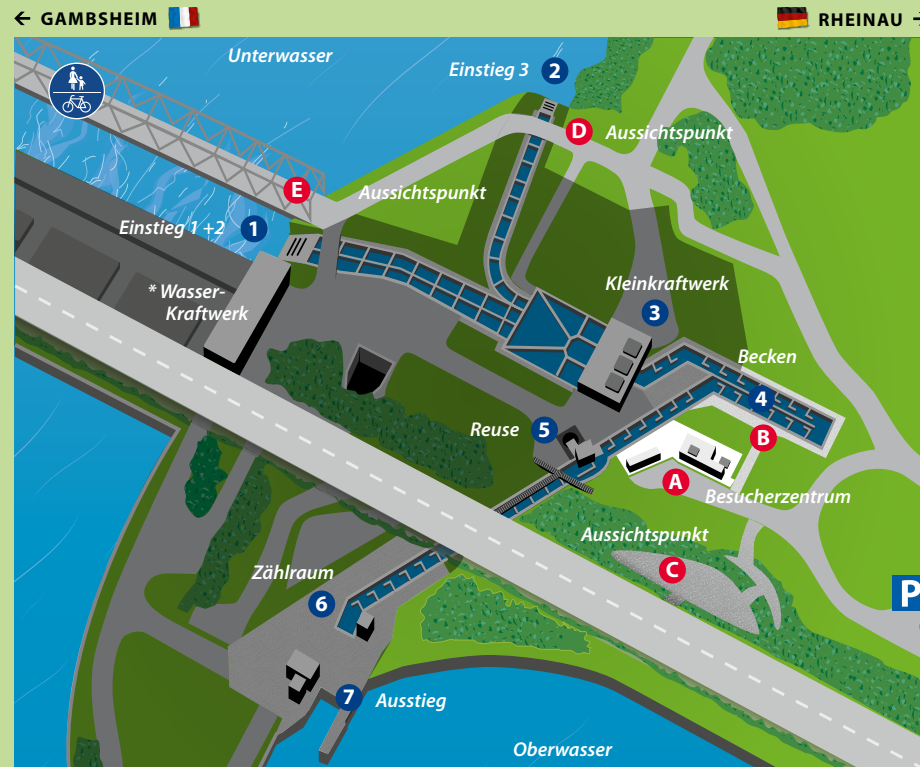 ← GAMBSHEIM
RHEINAU →
Unterwasser
Einstieg 3 2
D Aussichtspunkt
E Aussichtspunkt
Einstieg 1 +2 1
* Wasser-
Kraftwerk
Kleinkraftwerk
3
Becken
4
Reuse 5
B
A
Besucherzentrum
Aussichtspunkt
C
Zählraum
6
P
7 Ausstieg
Oberwasser